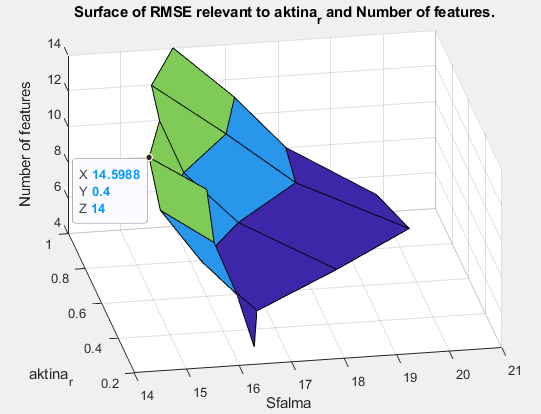 Surface of RMSE relevant to aktina_r and Number of features.
14
12
10
8
6
4
Number of features
X 14.5988
Y 0.4
Z 14
1
0.8
0.6
0.4
0.2
aktina_r
14
15
16
17
18
19
20
21
Sfalma